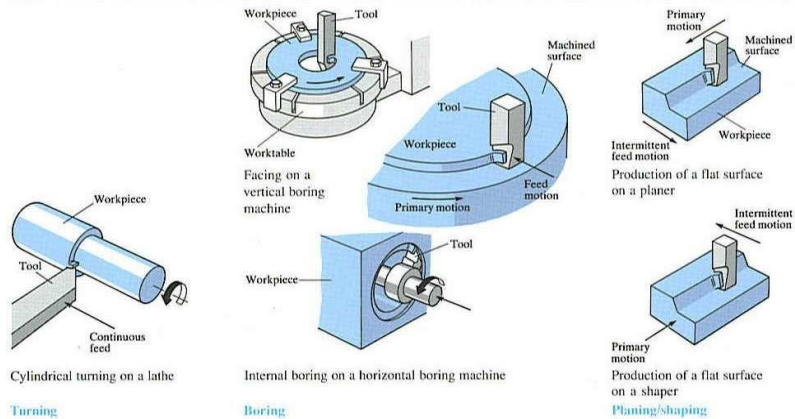 Workpiece
Tool
Continuous
feed
Cylindrical turning on a lathe
Turning
Workpiece
Tool
Worktable
Facing on a
vertical boring
machine
Machined
surface
Tool
Workpiece
Feed
motion
Primary motion
Workpiece
Tool
Internal boring on a horizontal boring machine
Boring
Primary
motion
Machined
surface
Workpiece
Intermittent
feed motion
Production of a flat surface
on a planer
Intermittent
feed motion
Primary
motion
Production of a flat surface
on a shaper
Planing/shaping